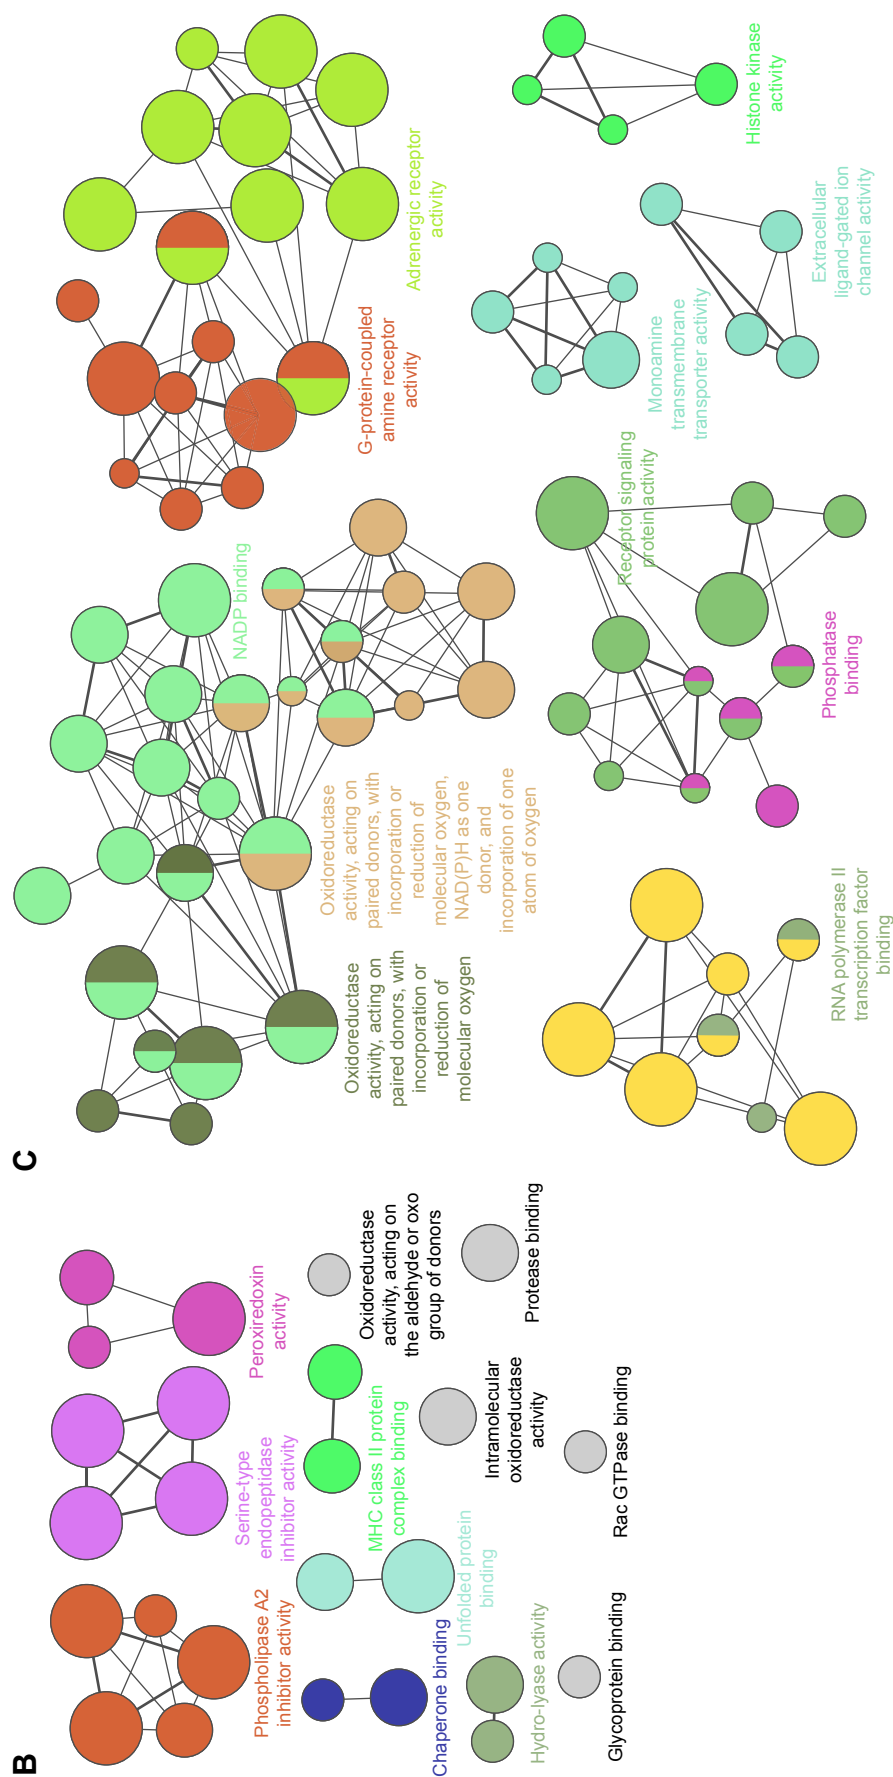 B
Phospholipase A2
inhibitor activity
Serine-type
endopeptidase
inhibitor activity
Peroxiredoxin
activity
Chaperone binding
Unfolded protein
binding
MHC class II protein
complex binding
Oxidoreductase
activity, acting on
the aldehyde or oxo
group of donors
Hydro-lyase activity
Intramolecular
oxidoreductase
activity
Protease binding
Glycoprotein binding
Rac GTPase binding
C
Oxidoreductase
activity, acting on
paired donors, with
incorporation or
reduction of
molecular oxygen
Oxidoreductase
activity, acting on
paired donors, with
incorporation or
reduction of
molecular oxygen,
NAD(P)H as one
donor, and
incorporation of one
atom of oxygen
NADP binding
G-protein-coupled
amine receptor
activity
Adrenergic receptor
activity
RNA polymerase II
transcription factor
binding
Phosphatase
binding
Receptor signaling
protein activity
Monoamine
transmembrane
transporter activity
Extracellular
ligand-gated ion
channel activity
Histone kinase
activity